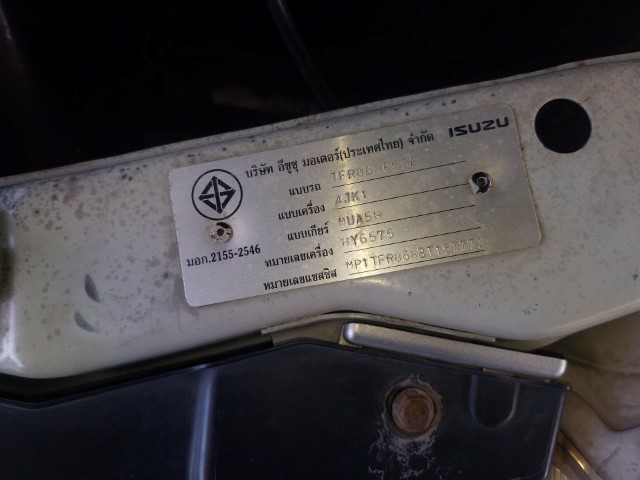 บริษัท อีซูซุ มอเตอร์(ประเทศไทย) จำกัด ISUZU
แบบรถ
แบบเครื่อง 4JK1
แบบเกียร์ MUA5H
หมายเลขเครื่อง HY6575
หมายเลขแชสซิส
มอก.2155-2546